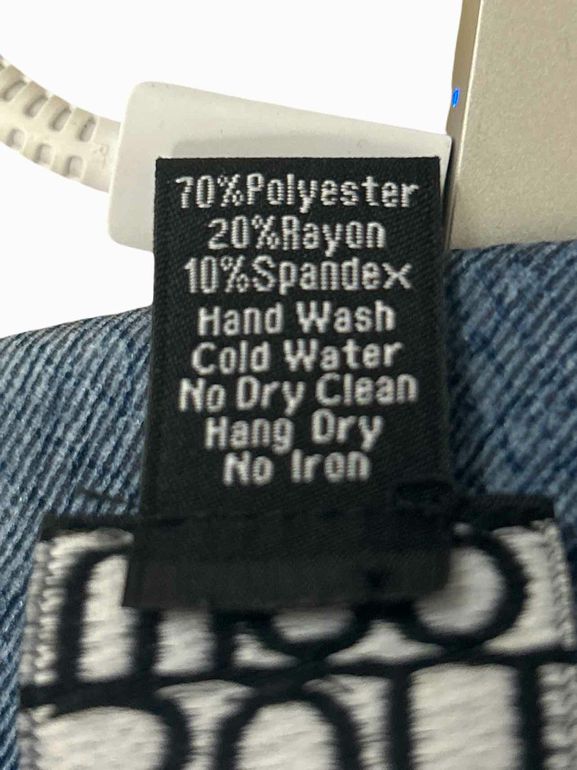 70%Polyester
20%Rayon
10%Spandex
Hand Wash
Cold Water
No Dry Clean
Hang Dry
No Iron